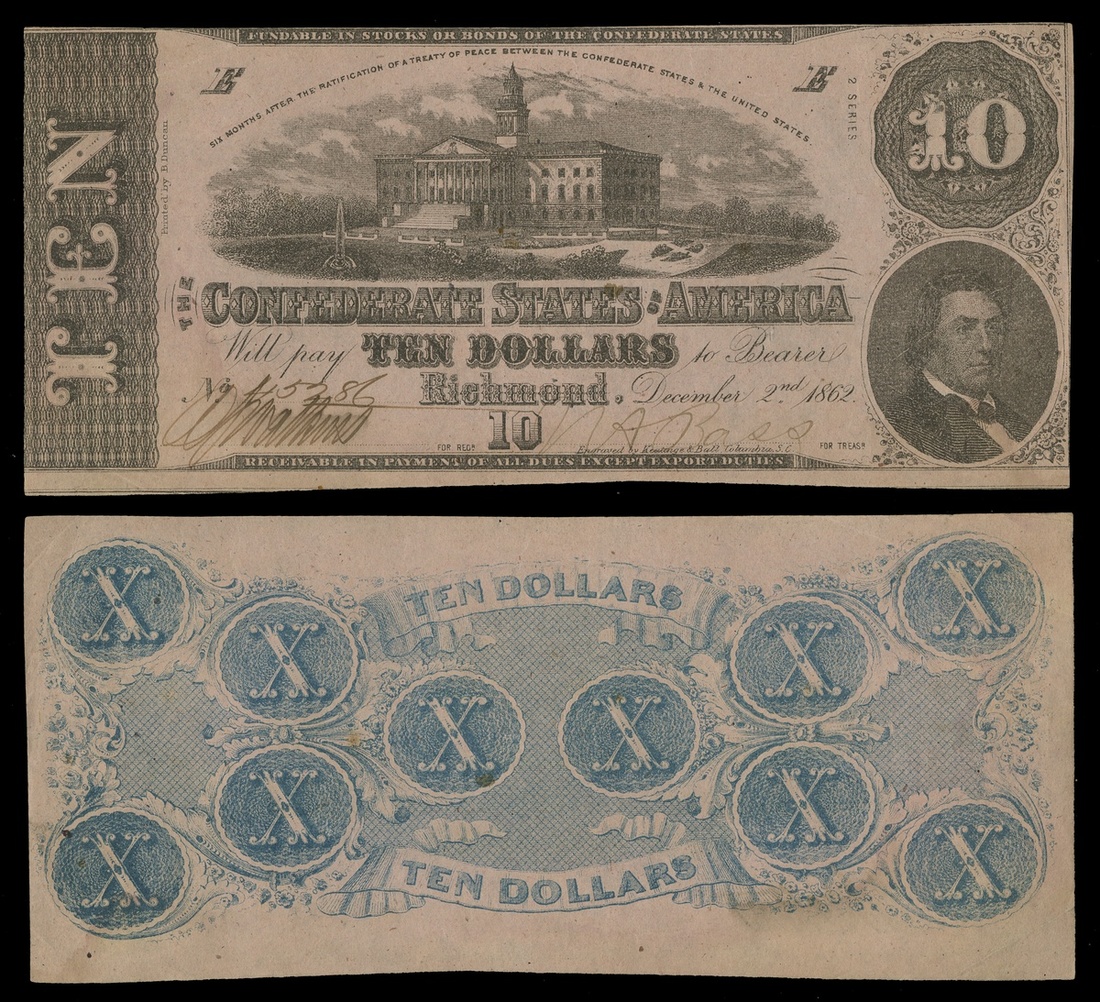 FUNDABLE IN STOCKS OR BONDS OF THE CONFEDERATE STATES
SIX MONTHS AFTER THE RATIFICATION OF A TREATY OF PEACE BETWEEN THE CONFEDERATE STATES & THE UNITED STATES.
E
E
2 SERIES
10
TEN
Printed by B Duncan
THE CONFEDERATE STATES OF AMERICA
Will pay TEN DOLLARS to Bearer
Richmond, December 2nd 1862.
No.
10
FOR REGR
FOR TREASR
Engraved by Keatinge & Ball Columbia, S.C
RECEIVABLE IN PAYMENT OF ALL DUES EXCEPT EXPORT DUTIES
TEN DOLLARS
X
X
X
X
X
X
X
X
X
X
TEN DOLLARS